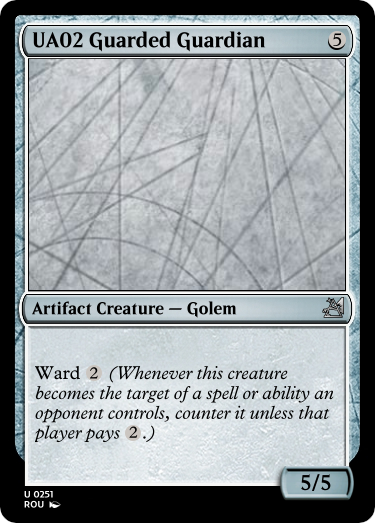 UA02 Guarded Guardian 5
Artifact Creature — Golem
Ward 2 (Whenever this creature
becomes the target of a spell or ability an
opponent controls, counter it unless that
player pays 2.)
5/5
U 0251
ROU